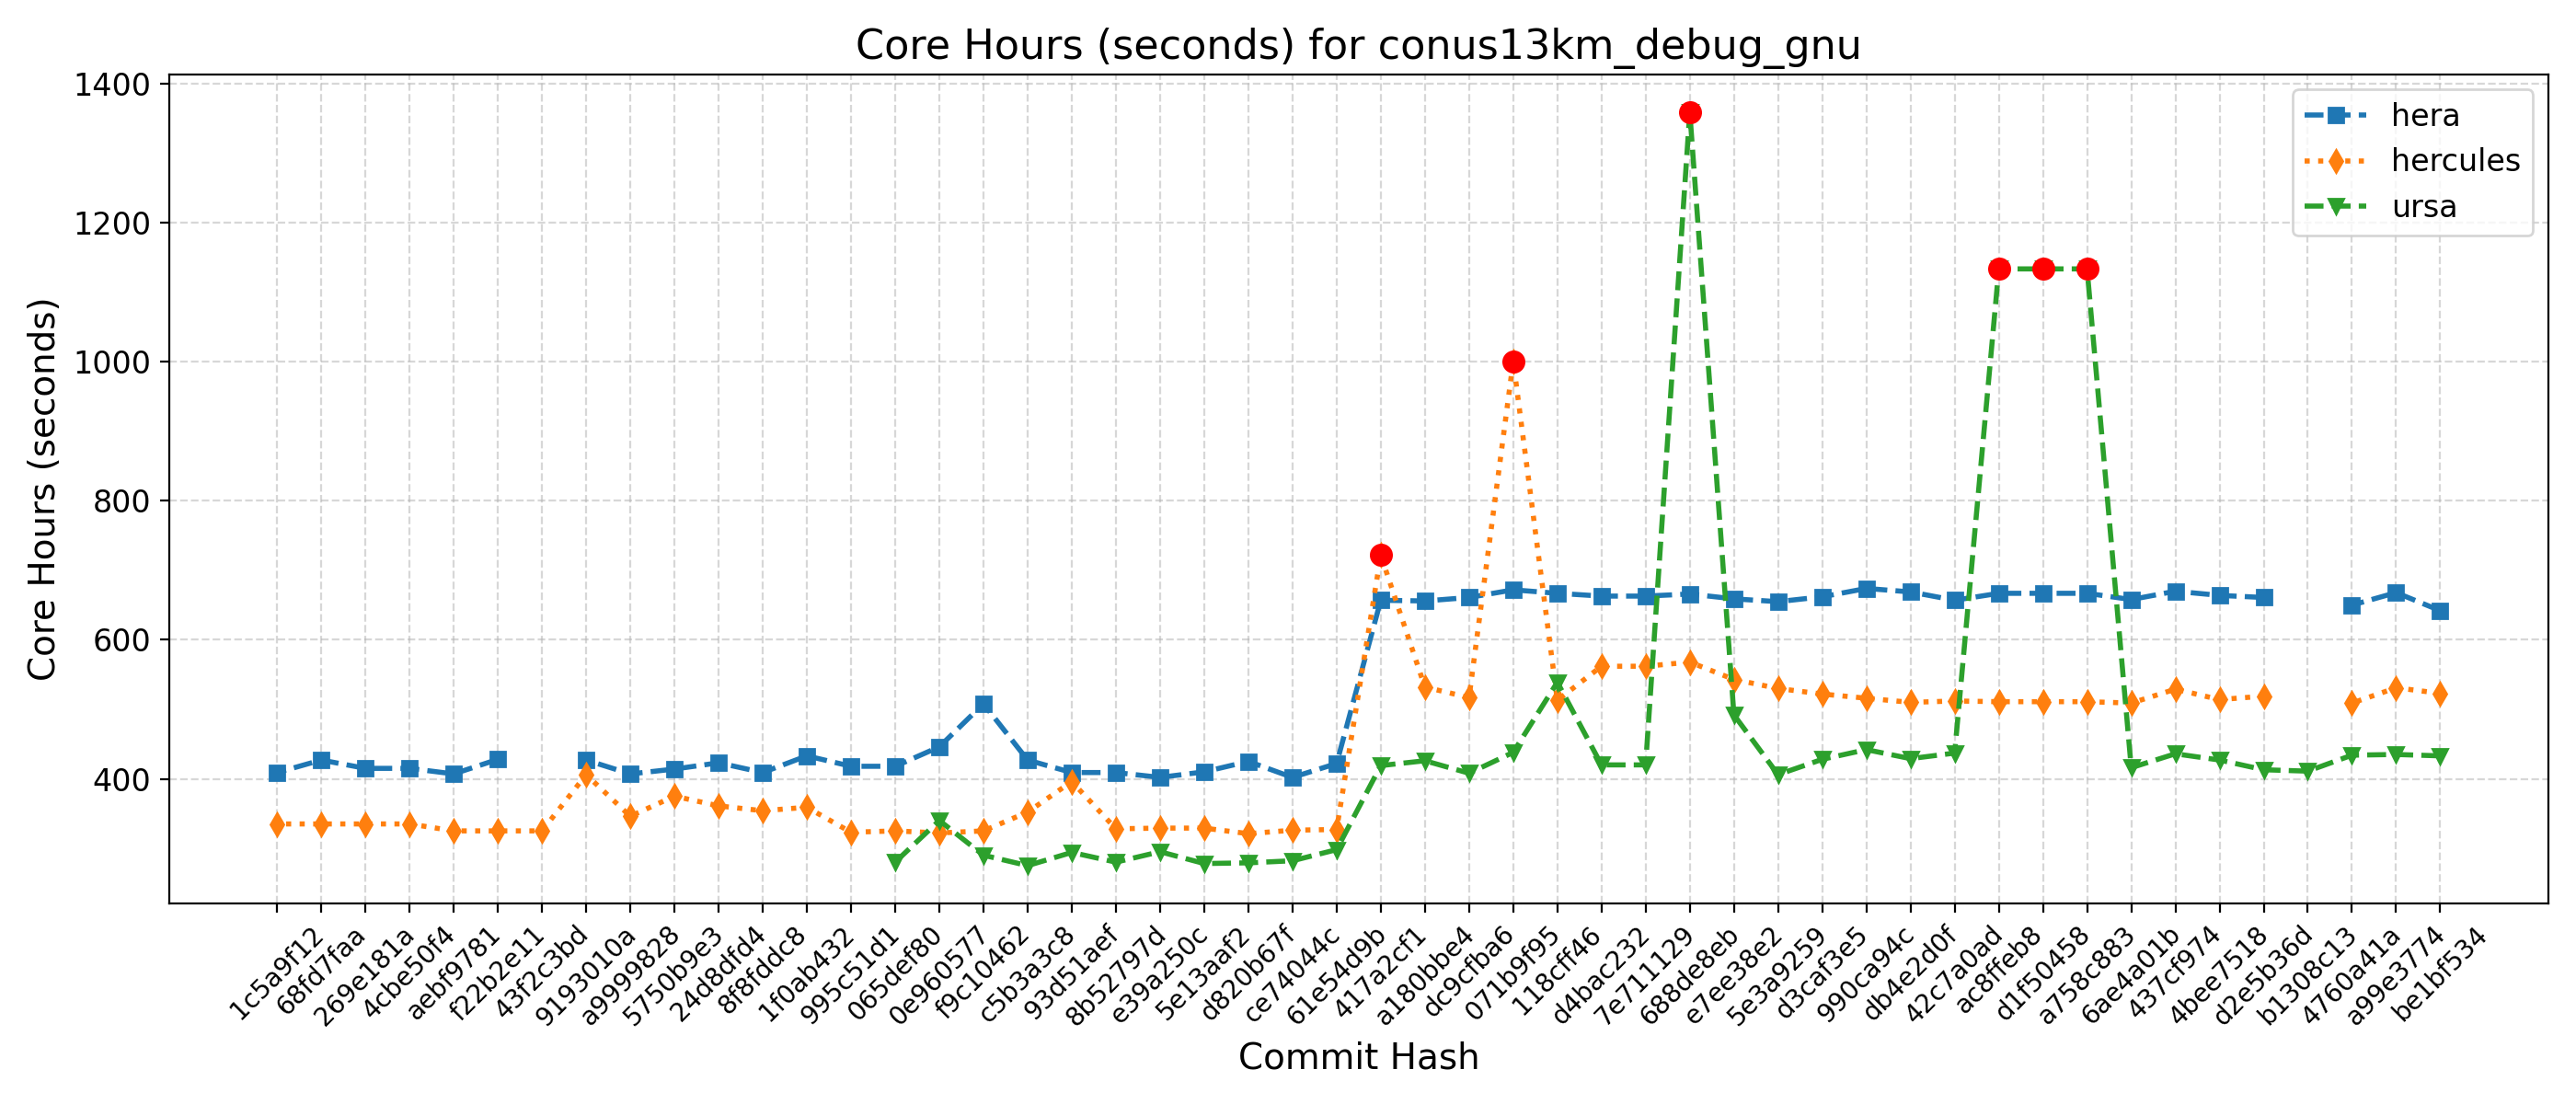 Core Hours (seconds) for conus13km_debug_gnu
Core Hours (seconds)
1400
1200
1000
800
600
400
hera
hercules
ursa
1c5a9f12
68fd7faa
269e181a
4cbe50f4
aebf9781
f22b2e11
43f2c3bd
9193010a
a9999828
5750b9e3
24d8dfd4
8f8fddc8
1f0ab432
995c51d1
065def80
0e960577
f9c10462
c5b3a3c8
93d51aef
8b52797d
e39a250c
5e13aaf2
d820b67f
ce74044c
61e54d9b
417a2cf1
a180bbe4
dc9cfba6
071b9f95
118cff46
d4bac232
7e711129
688de8eb
e7ee38e2
5e3a9259
d3caf3e5
990ca94c
db4e2d0f
42c7a0ad
ac8ffeb8
d1f50458
a758c883
6ae4a01b
437cf974
4bee7518
d2e5b36d
b1308c13
4760a41a
a99e3774
be1bf534
Commit Hash